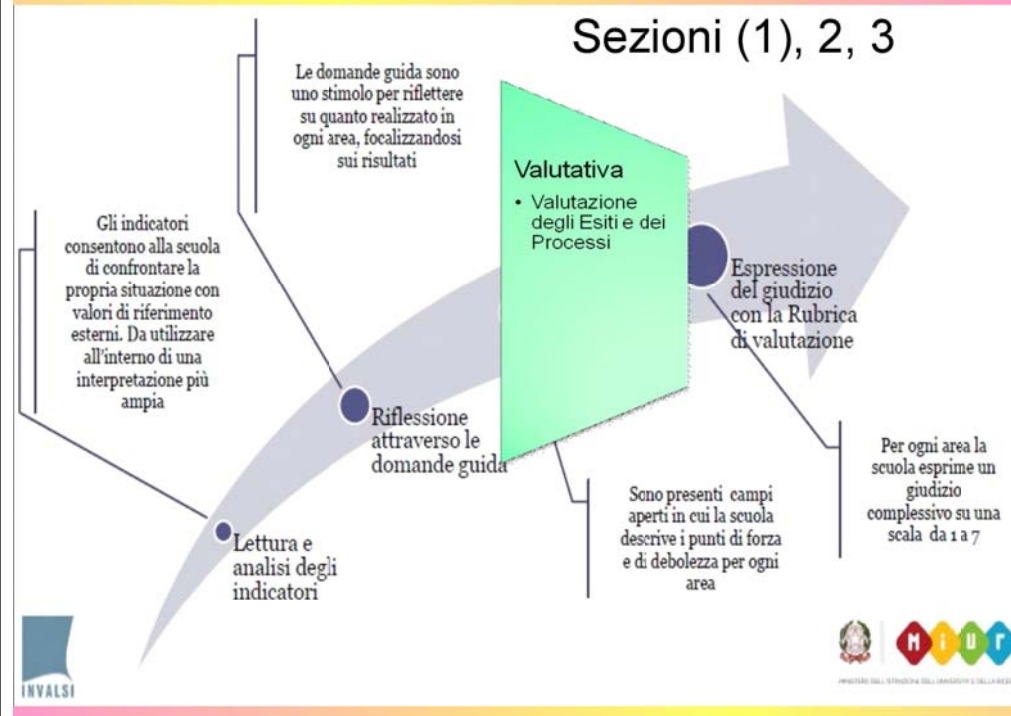 Sezioni (1), 2, 3
Le domande guida sono
uno stimolo per riflettere
su quanto realizzato in
ogni area, focalizzandosi
sui risultati
Gli indicatori
consentono alla scuola
di confrontare la
propria situazione con
valori di riferimento
esterni. Da utilizzare
all'interno di una
interpretazione più
ampia
Valutativa
• Valutazione
degli Esiti e dei
Processi
Espressione
del giudizio
con la Rubrica
di valutazione
Riflessione
attraverso le
domande guida
Lettura e
analisi degli
indicatori
Sono presenti campi
aperti in cui la scuola
descrive i punti di forza
e di debolezza per ogni
area
Per ogni area la
scuola esprime un
giudizio
complessivo su una
scala da 1 a 7
INVALSI
Miur